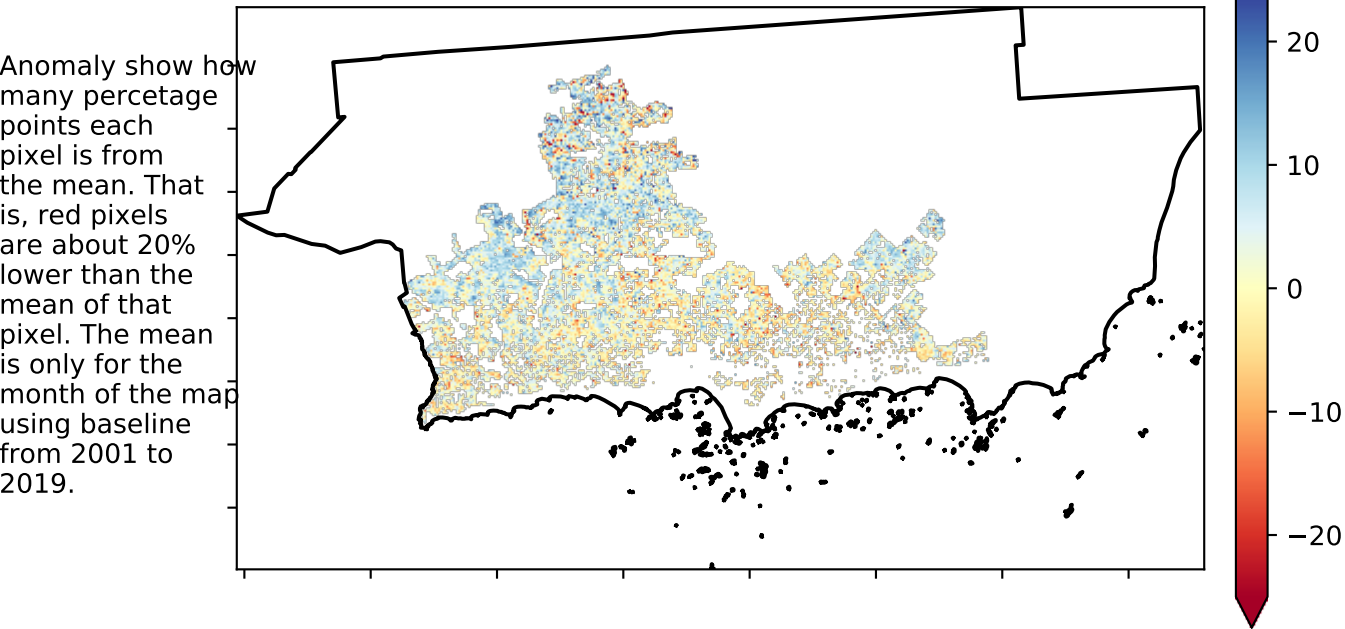 Anomaly show how
many percetage
points each
pixel is from
the mean. That
is, red pixels
are about 20%
lower than the
mean of that
pixel. The mean
is only for the
month of the map
using baseline
from 2001 to
2019.
20
10
0
−10
−20